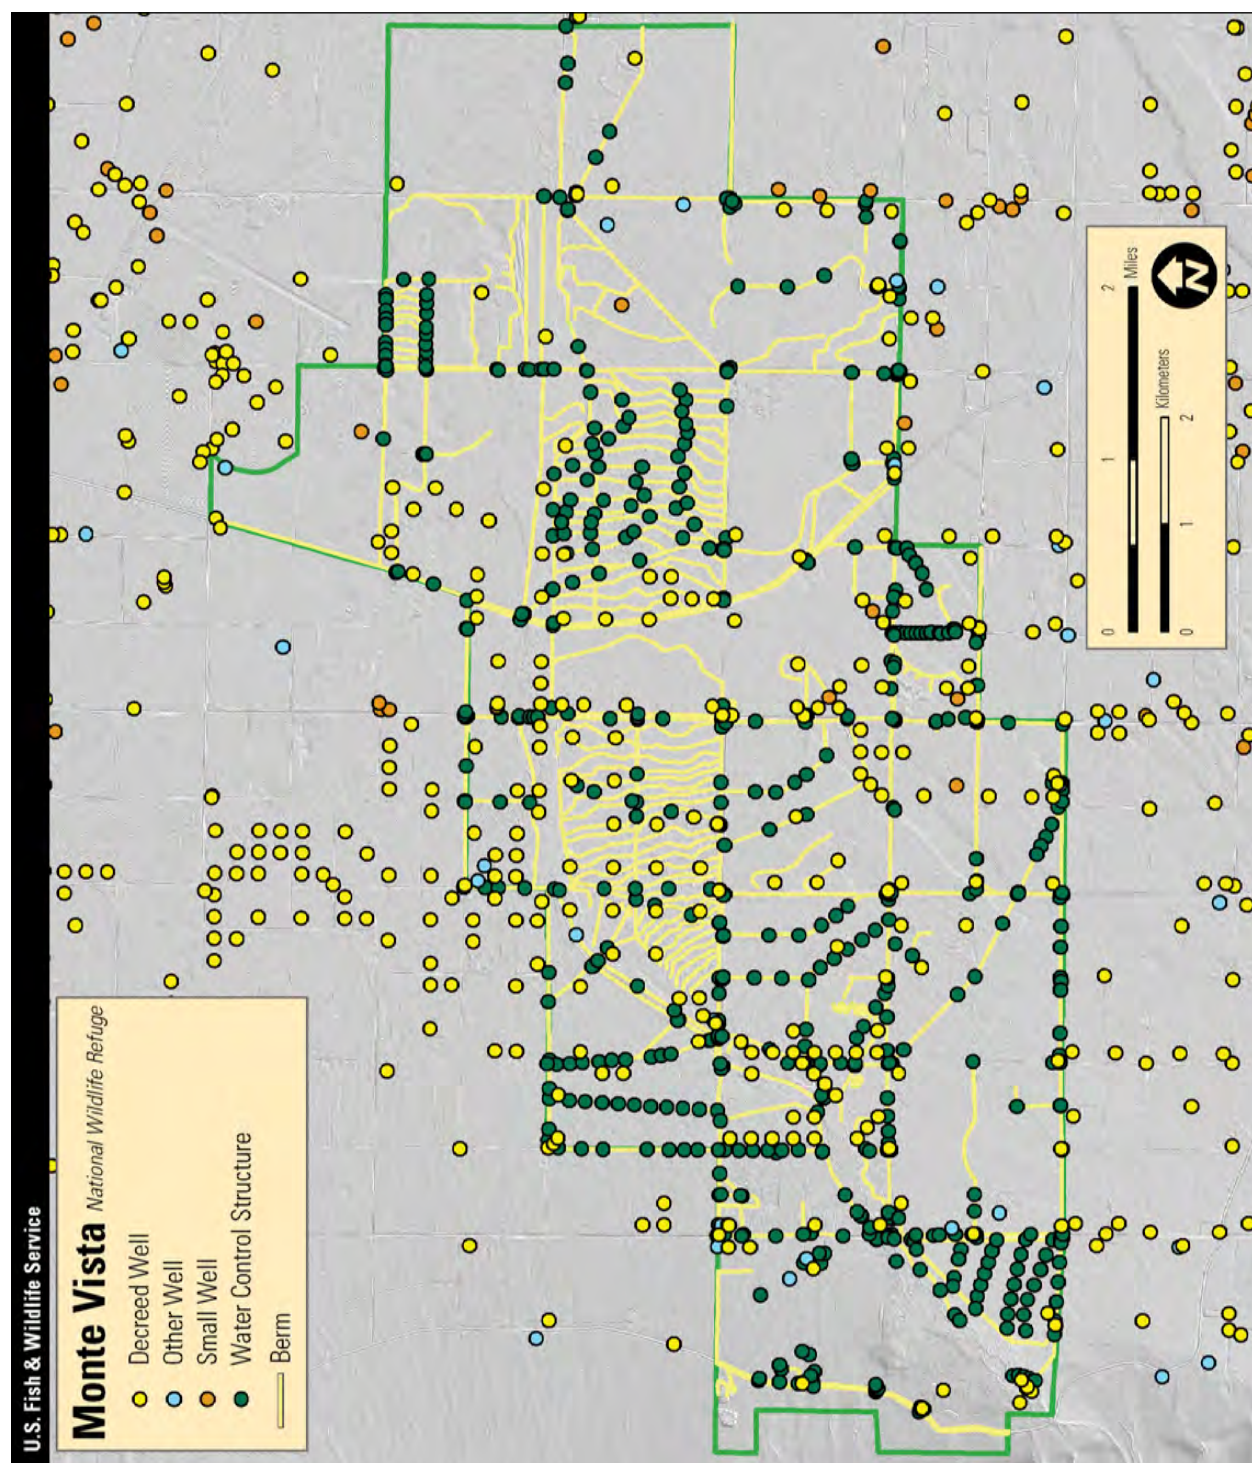 U.S. Fish & Wildlife Service
Monte Vista National Wildlife Refuge
Decreed Well
Other Well
Small Well
Water Control Structure
Berm
0 1 2 Miles
0 1 2 Kilometers
N